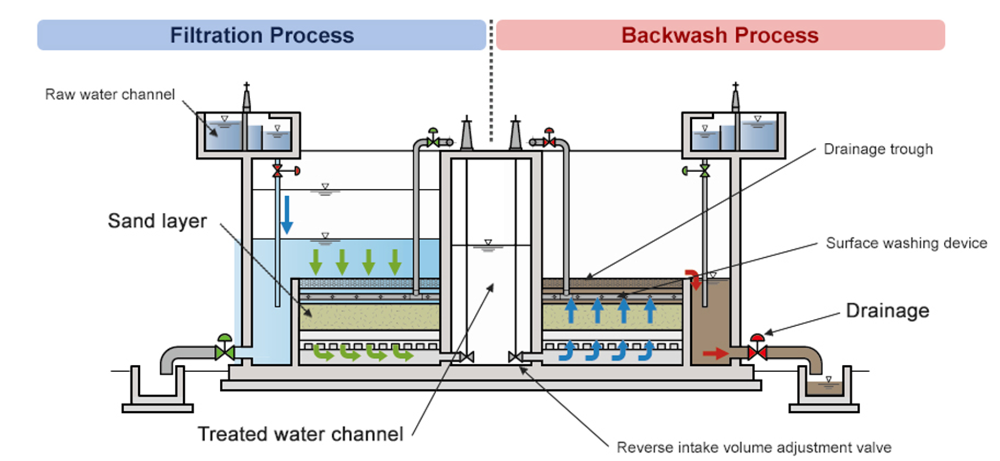 Filtration Process
Backwash Process
Raw water channel
Drainage trough
Sand layer
Surface washing device
Drainage
Treated water channel
Reverse intake volume adjustment valve